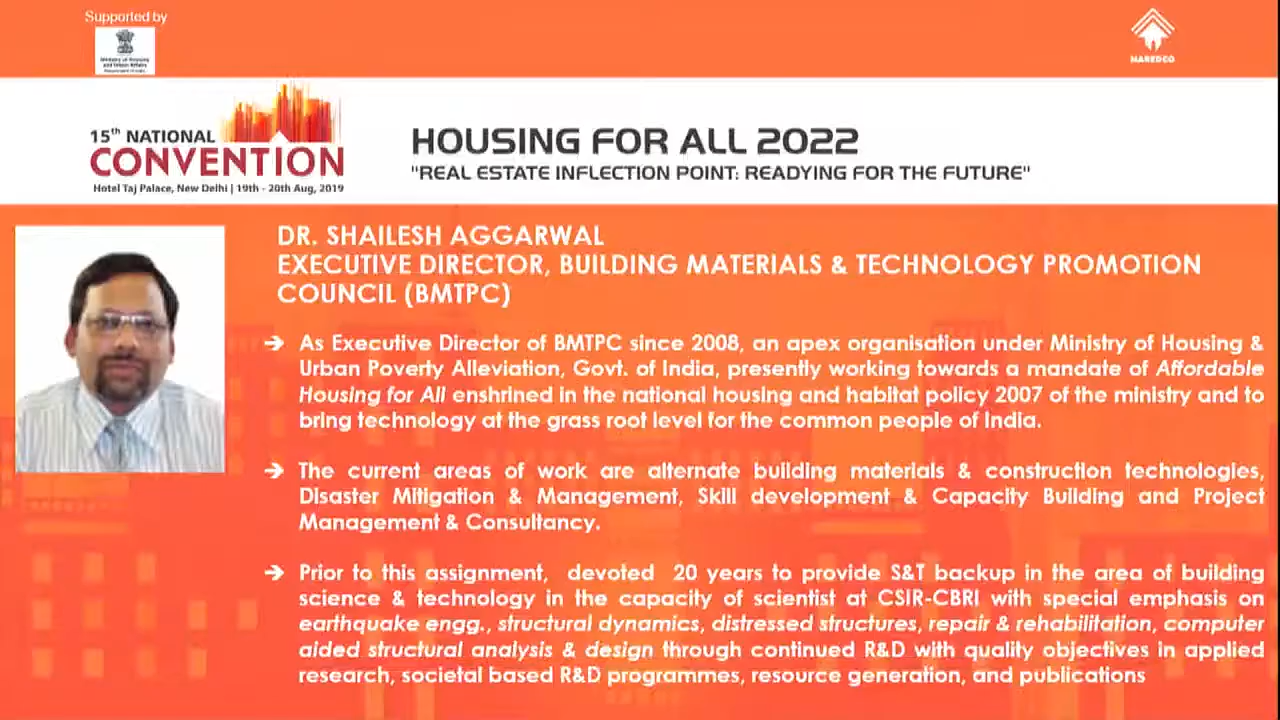 Supported by
Ministry of Housing
and Urban Affairs
Government of India
NAREDCO
15th NATIONAL
CONVENTION
Hotel Taj Palace, New Delhi | 19th - 20th Aug, 2019
HOUSING FOR ALL 2022
"REAL ESTATE INFLECTION POINT: READYING FOR THE FUTURE"
DR. SHAILESH AGGARWAL
EXECUTIVE DIRECTOR, BUILDING MATERIALS & TECHNOLOGY PROMOTION
COUNCIL (BMTPC)
➔ As Executive Director of BMTPC since 2008, an apex organisation under Ministry of Housing &
Urban Poverty Alleviation, Govt. of India, presently working towards a mandate of Affordable
Housing for All enshrined in the national housing and habitat policy 2007 of the ministry and to
bring technology at the grass root level for the common people of India.
➔ The current areas of work are alternate building materials & construction technologies,
Disaster Mitigation & Management, Skill development & Capacity Building and Project
Management & Consultancy.
➔ Prior to this assignment, devoted 20 years to provide S&T backup in the area of building
science & technology in the capacity of scientist at CSIR-CBRI with special emphasis on
earthquake engg., structural dynamics, distressed structures, repair & rehabilitation, computer
aided structural analysis & design through continued R&D with quality objectives in applied
research, societal based R&D programmes, resource generation, and publications